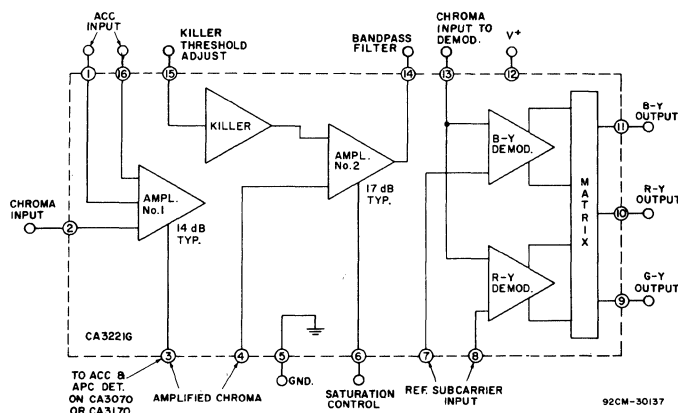 ACC
INPUT
KILLER
THRESHOLD
ADJUST
BANDPASS
FILTER
CHROMA
INPUT TO
DEMOD.
V+
1
16
15
14
13
12
KILLER
AMPL.
No.1
14 dB
TYP.
AMPL.
No.2
17 dB
TYP.
B-Y
DEMOD.
R-Y
DEMOD.
MATRIX
B-Y
OUTPUT
11
R-Y
OUTPUT
10
G-Y
OUTPUT
9
CHROMA
INPUT
2
CA3221G
3
4
5
6
7
8
TO ACC &
APC DET.
ON CA3070
OR CA3170
AMPLIFIED CHROMA
GND.
SATURATION
CONTROL
REF. SUBCARRIER
INPUT
92CM-30137